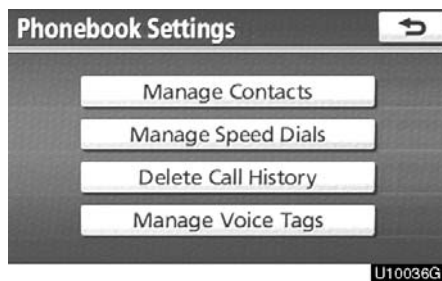 Phonebook Settings
Manage Contacts
Manage Speed Dials
Delete Call History
Manage Voice Tags
U10036G